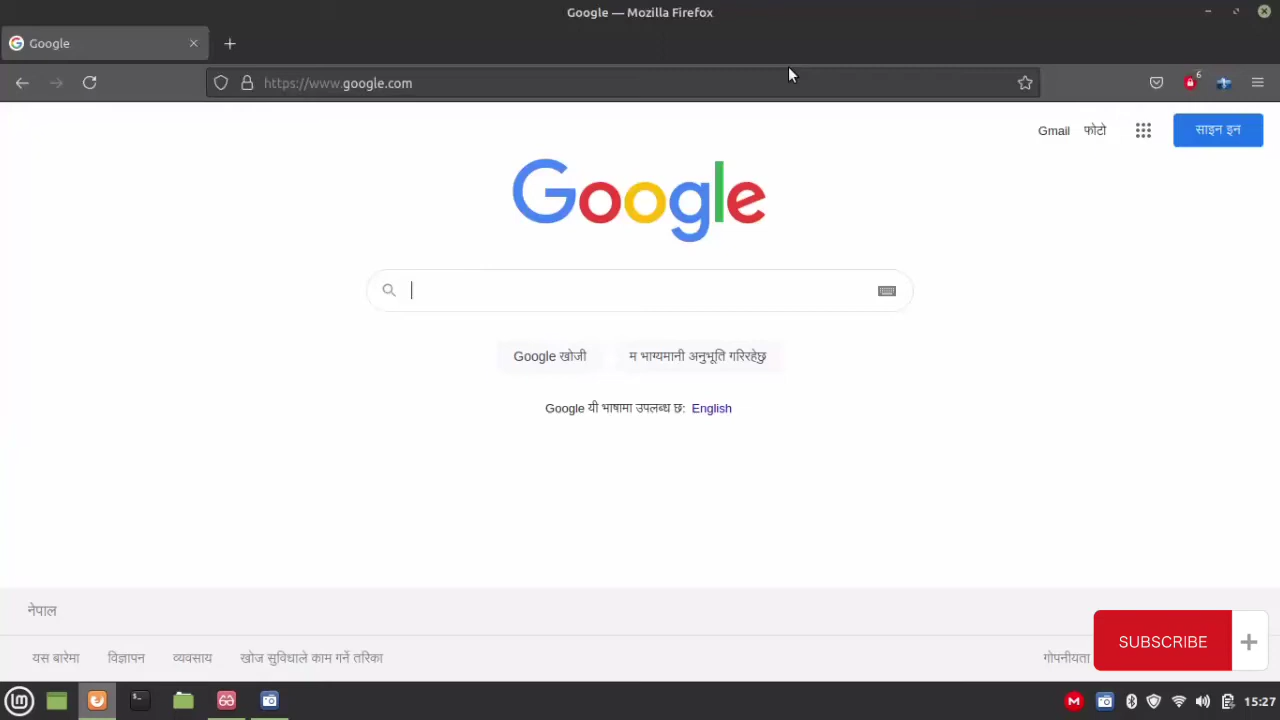 Google — Mozilla Firefox
Google
https://www.google.com
6
Gmail फोटो साइन इन
Google
Google खोजी म भाग्यमानी अनुभूति गरिरहेछु
Google यी भाषामा उपलब्ध छ: English
नेपाल
SUBSCRIBE
यस बारेमा विज्ञापन व्यवसाय खोज सुविधाले काम गर्ने तरिका गोपनीयता
15:27